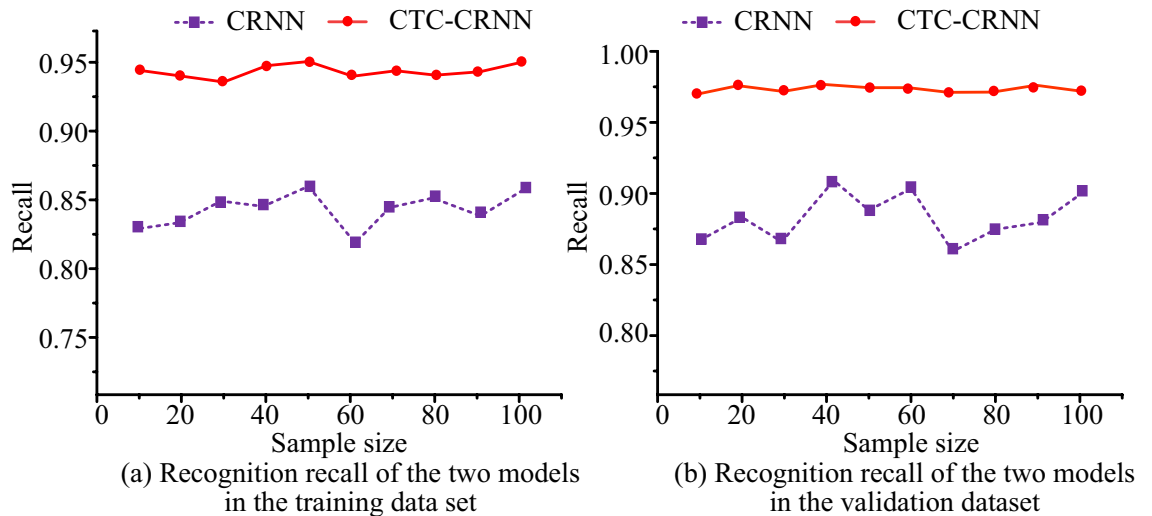 CRNN CTC-CRNN
0.95
0.90
0.85
0.80
0.75
Recall
0 20 40 60 80 100
Sample size
(a) Recognition recall of the two models
in the training data set
CRNN CTC-CRNN
1.00
0.95
0.90
0.85
0.80
Recall
0 20 40 60 80 100
Sample size
(b) Recognition recall of the two models
in the validation dataset